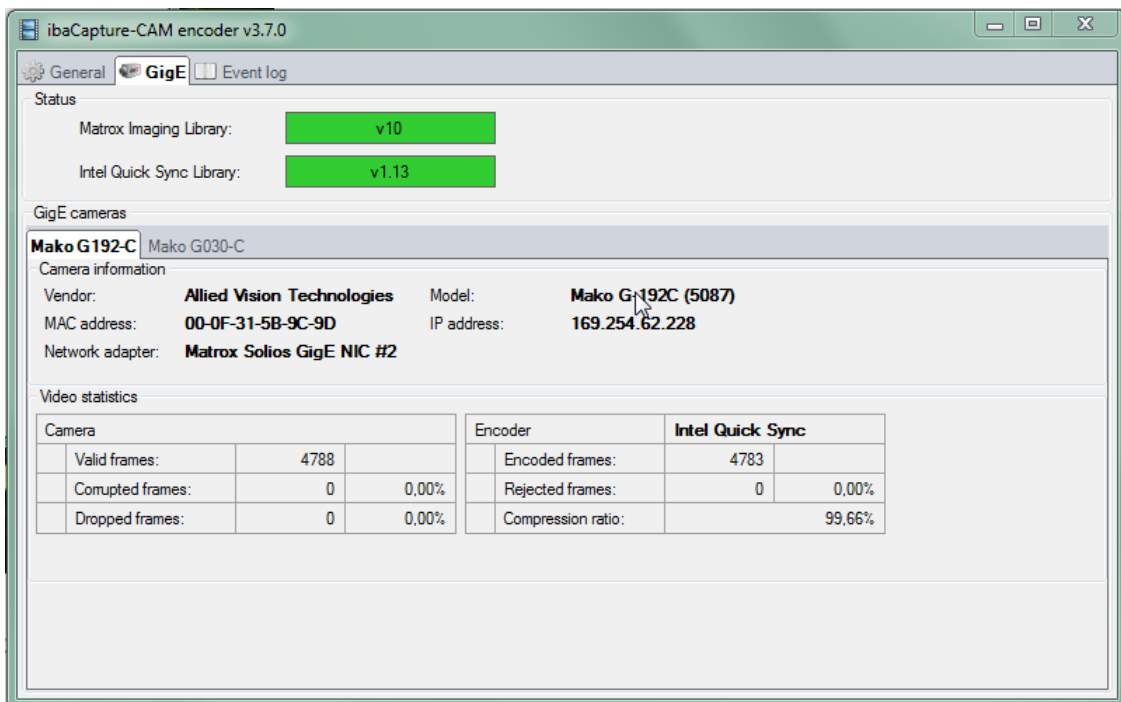 ibaCapture-CAM encoder v3.7.0
General GigE Event log
Status
Matrox Imaging Library: v10
Intel Quick Sync Library: v1.13
GigE cameras
Mako G192-C Mako G030-C
Camera information
Vendor: Allied Vision Technologies Model: Mako G-192C (5087)
MAC address: 00-0F-31-5B-9C-9D IP address: 169.254.62.228
Network adapter: Matrox Solios GigE NIC #2
Video statistics
Camera Encoder Intel Quick Sync
Valid frames: 4788 Encoded frames: 4783
Corrupted frames: 0 0,00% Rejected frames: 0 0,00%
Dropped frames: 0 0,00% Compression ratio: 99,66%